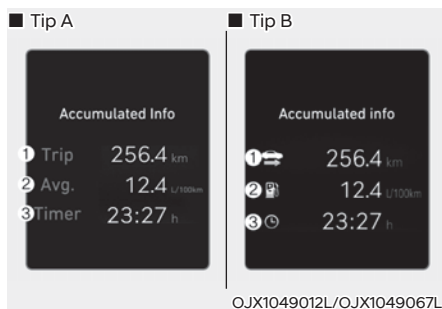 ■ Tip A
■ Tip B
Accumulated Info
1 Trip 256.4 km
2 Avg. 12.4 L/100km
3 Timer 23:27 h
Accumulated info
1 256.4 km
2 12.4 L/100km
3 23:27 h
OJX1049012L/OJX1049067L